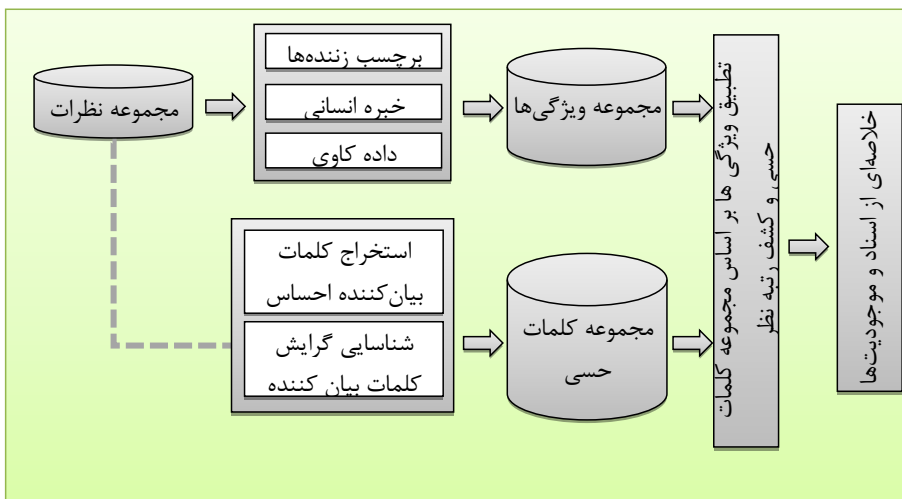 مجموعه نظرات
برچسب زننده‌ها
خبره انسانی
داده کاوی
مجموعه ویژگی‌ها
استخراج کلمات
بیان‌کننده احساس
شناسایی گرایش
کلمات بیان کننده
مجموعه کلمات
حسی
تطبیق ویژگی ها بر اساس مجموعه کلمات
حسی و کشف رتبه نظر
خلاصه‌ای از اسناد و موجودیت‌ها